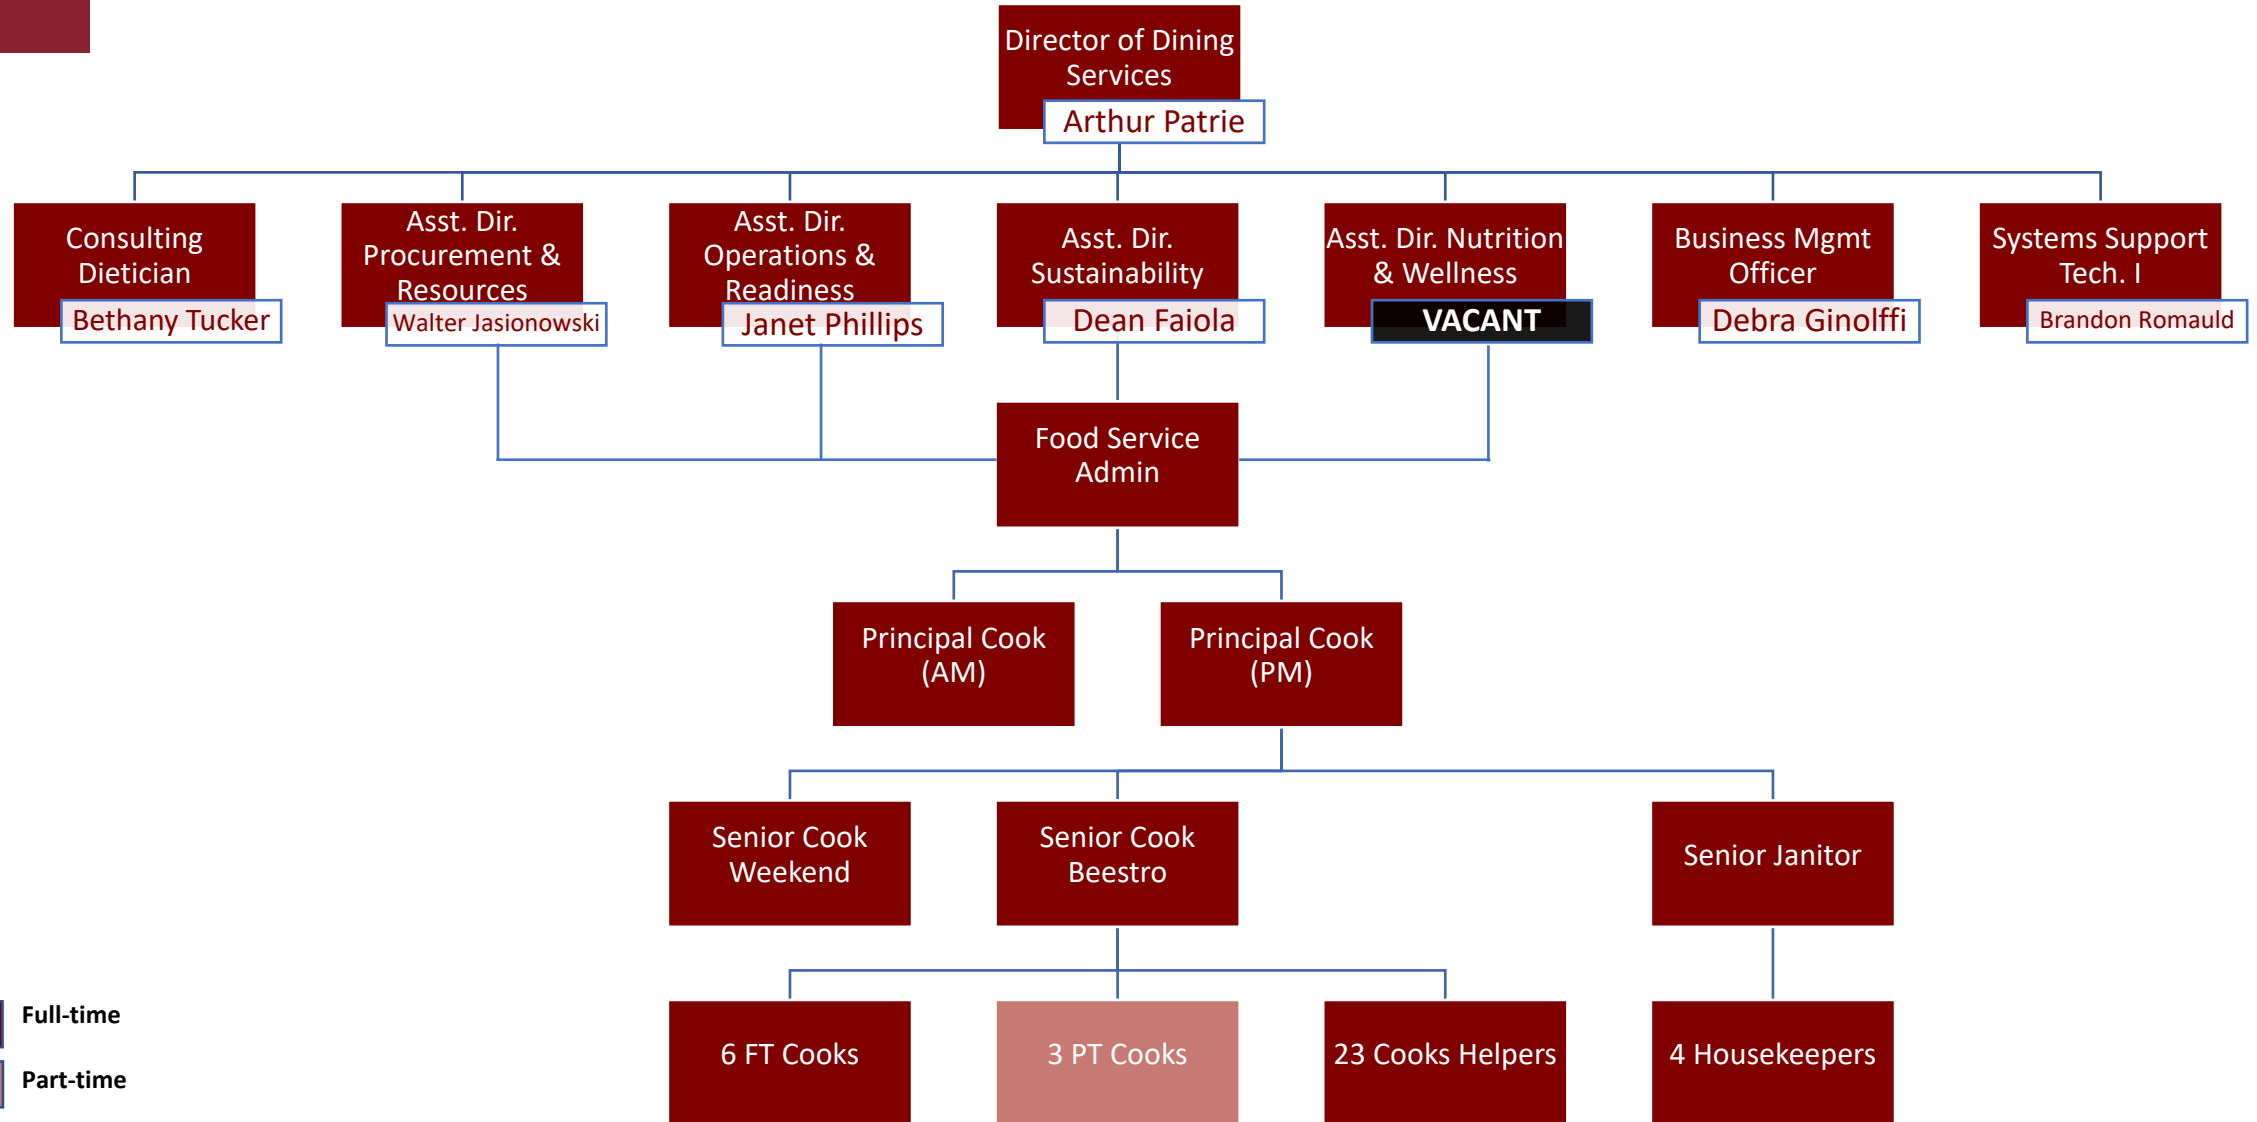 Director of Dining
Services
Arthur Patrie
Consulting
Dietician
Bethany Tucker
Asst. Dir.
Procurement &
Resources
Walter Jasionowski
Asst. Dir.
Operations &
Readiness
Janet Phillips
Asst. Dir.
Sustainability
Dean Faiola
Asst. Dir. Nutrition
& Wellness
VACANT
Business Mgmt
Officer
Debra Ginolffi
Systems Support
Tech. I
Brandon Romauld
Food Service
Admin
Principal Cook
(AM)
Principal Cook
(PM)
Senior Cook
Weekend
Senior Cook
Beestro
Senior Janitor
6 FT Cooks
3 PT Cooks
23 Cooks Helpers
4 Housekeepers
Full-time
Part-time